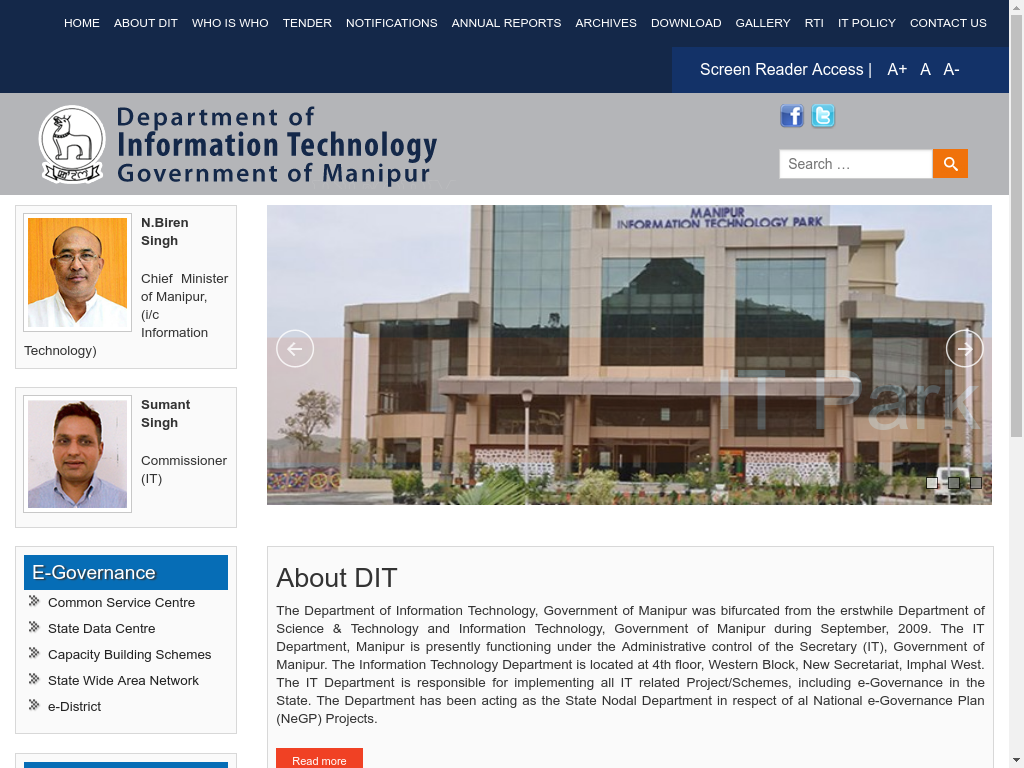 HOME ABOUT DIT WHO IS WHO TENDER NOTIFICATIONS ANNUAL REPORTS ARCHIVES DOWNLOAD GALLERY RTI IT POLICY CONTACT US
Screen Reader Access | A+ A A-
Department of
Information Technology
Government of Manipur
Search …
N.Biren
Singh
Chief Minister
of Manipur,
(i/c
Information
Technology)
Sumant
Singh
Commissioner
(IT)
MANIPUR
INFORMATION TECHNOLOGY PARK
IT Park
E-Governance
Common Service Centre
State Data Centre
Capacity Building Schemes
State Wide Area Network
e-District
About DIT
The Department of Information Technology, Government of Manipur was bifurcated from the erstwhile Department of
Science & Technology and Information Technology, Government of Manipur during September, 2009. The IT
Department, Manipur is presently functioning under the Administrative control of the Secretary (IT), Government of
Manipur. The Information Technology Department is located at 4th floor, Western Block, New Secretariat, Imphal West.
The IT Department is responsible for implementing all IT related Project/Schemes, including e-Governance in the
State. The Department has been acting as the State Nodal Department in respect of al National e-Governance Plan
(NeGP) Projects.
Read more